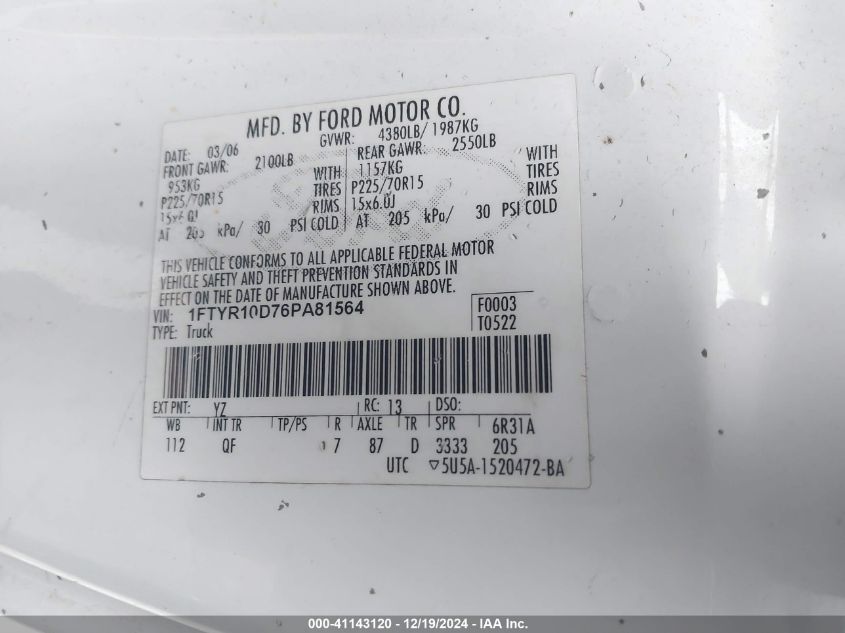 MFD. BY FORD MOTOR CO.
DATE: 03/06 GVWR: 4380LB/ 1987KG
FRONT GAWR: 2100LB REAR GAWR: 2550LB
953KG WITH 1157KG WITH
P225/70R15 TIRES P225/70R15 TIRES
15x6.0J RIMS 15x6.0J RIMS
AT 205 kPa/ 30 PSI COLD AT 205 kPa/ 30 PSI COLD
THIS VEHICLE CONFORMS TO ALL APPLICABLE FEDERAL MOTOR
VEHICLE SAFETY AND THEFT PREVENTION STANDARDS IN
EFFECT ON THE DATE OF MANUFACTURE SHOWN ABOVE.
VIN: 1FTYR10D76PA81564 F0003
TYPE: Truck T0522
EXT PNT: YZ RC: 13 DSO:
WB INT TR TP/PS R AXLE TR SPR 6R31A
112 QF 7 87 D 3333 205
UTC ▽5U5A-1520472-BA
000-41143120 - 12/19/2024 - IAA Inc.